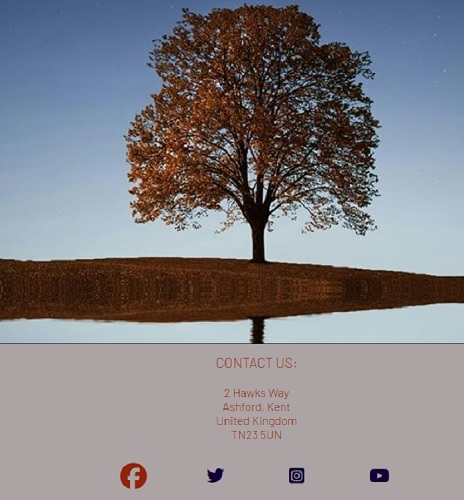 CONTACT US:
2 Hawks Way
Ashford, Kent
United Kingdom
TN23 5UN